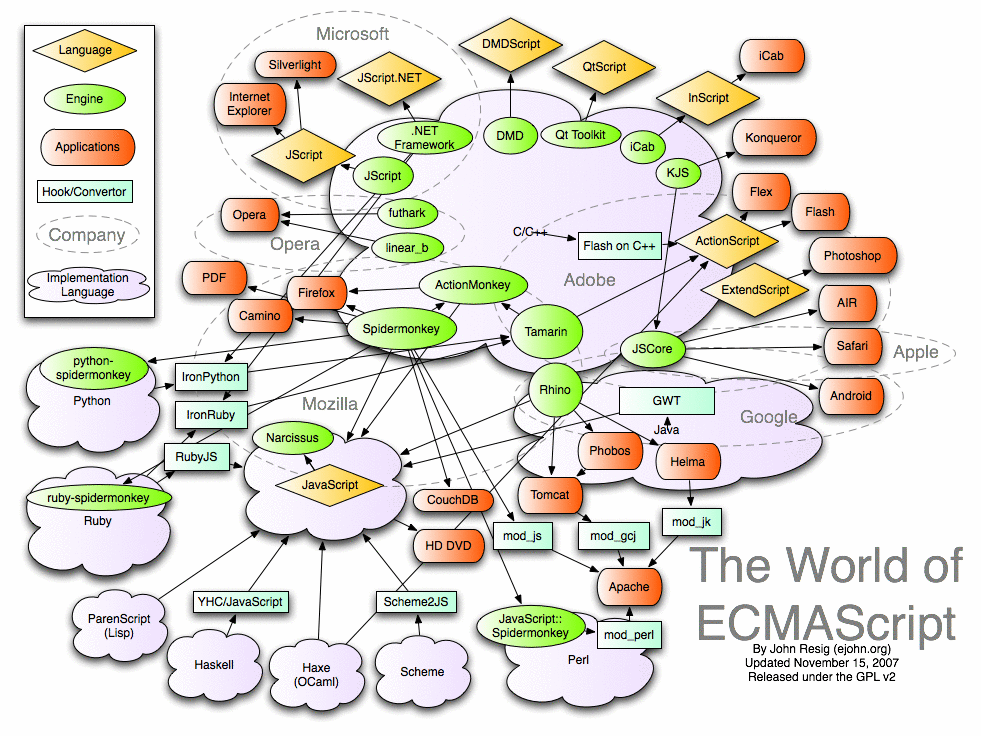 Language
Engine
Applications
Hook/Convertor
Company
Implementation
Language
Microsoft
Silverlight
Internet
Explorer
JScript.NET
JScript
.NET
Framework
JScript
DMDScript
DMD
QtScript
Qt Toolkit
iCab
InScript
iCab
KJS
Konqueror
Opera
futhark
linear_b
Opera
Flex
Flash
C/C++
Flash on C++
ActionScript
Adobe
ExtendScript
Photoshop
AIR
PDF
Firefox
ActionMonkey
Camino
Spidermonkey
Tamarin
JSCore
Safari
Apple
python-
spidermonkey
Python
IronPython
Rhino
GWT
Android
IronRuby
Mozilla
Google
Java
Narcissus
RubyJS
Phobos
Helma
JavaScript
ruby-spidermonkey
Ruby
CouchDB
Tomcat
HD DVD
mod_js
mod_gcj
mod_jk
The World of
ECMAScript
By John Resig (ejohn.org)
Updated November 15, 2007
Released under the GPL v2
Apache
ParenScript
(Lisp)
YHC/JavaScript
Scheme2JS
JavaScript::
Spidermonkey
mod_perl
Perl
Haskell
Haxe
(OCaml)
Scheme